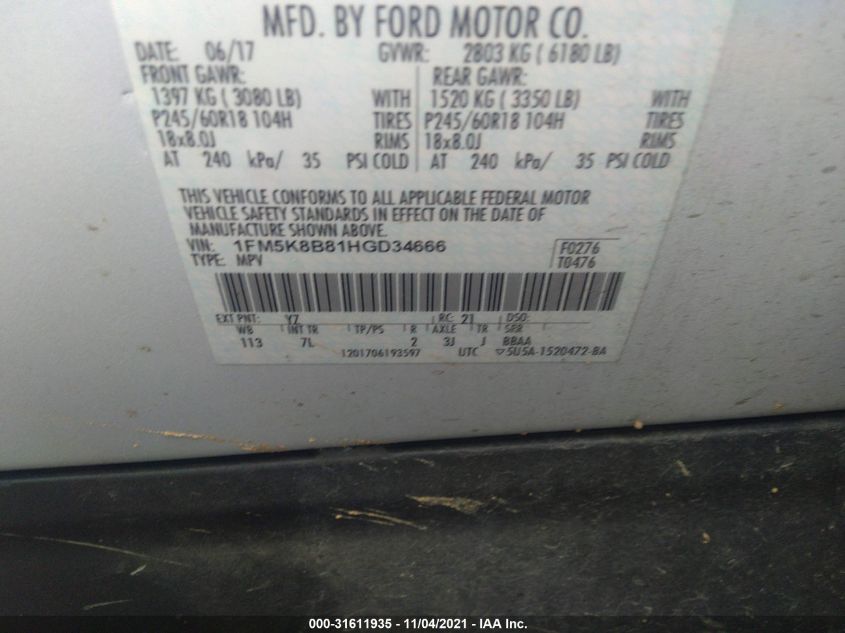 MFD. BY FORD MOTOR CO.
DATE: 06/17 GVWR: 2803 KG ( 6180 LB)
FRONT GAWR: REAR GAWR:
1397 KG ( 3080 LB) WITH 1520 KG ( 3350 LB) WITH
P245/60R18 104H TIRES P245/60R18 104H TIRES
18x8.0J RIMS 18x8.0J RIMS
AT 240 kPa/ 35 PSI COLD AT 240 kPa/ 35 PSI COLD
THIS VEHICLE CONFORMS TO ALL APPLICABLE FEDERAL MOTOR
VEHICLE SAFETY STANDARDS IN EFFECT ON THE DATE OF
MANUFACTURE SHOWN ABOVE.
VIN: 1FM5K8B81HGD34666 F0276
TYPE: MPV T0476
EXT PNT: YZ RC: 21 DSO:
WB INT TR TP/PS R AXLE TR SPR
113 7L 2 3J J BBAA
1201706193597 UTC ▽5U5A-1520472-BA
000-31611935 - 11/04/2021 - IAA Inc.